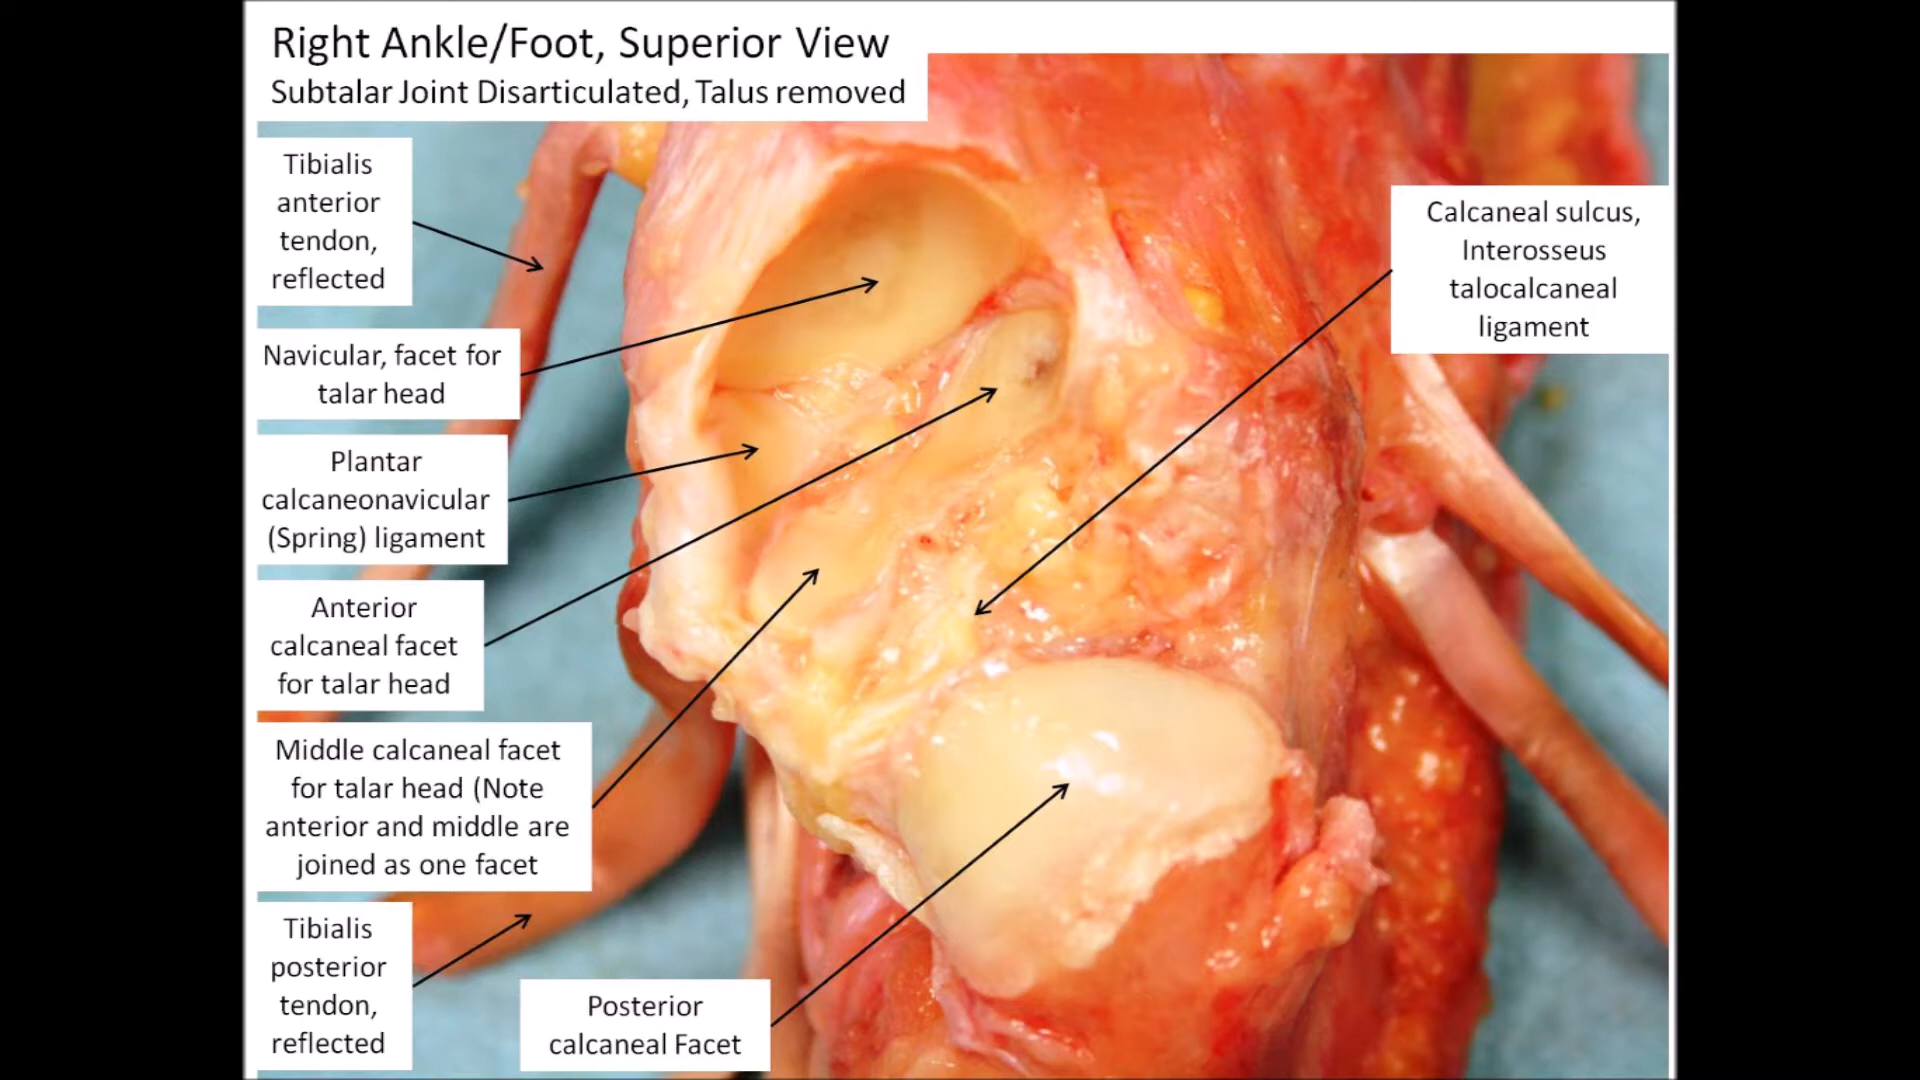 Right Ankle/Foot, Superior View
Subtalar Joint Disarticulated, Talus removed
Tibialis
anterior
tendon,
reflected
Navicular, facet for
talar head
Plantar
calcaneonavicular
(Spring) ligament
Anterior
calcaneal facet
for talar head
Middle calcaneal facet
for talar head (Note
anterior and middle are
joined as one facet
Tibialis
posterior
tendon,
reflected
Posterior
calcaneal Facet
Calcaneal sulcus,
Interosseus
talocalcaneal
ligament